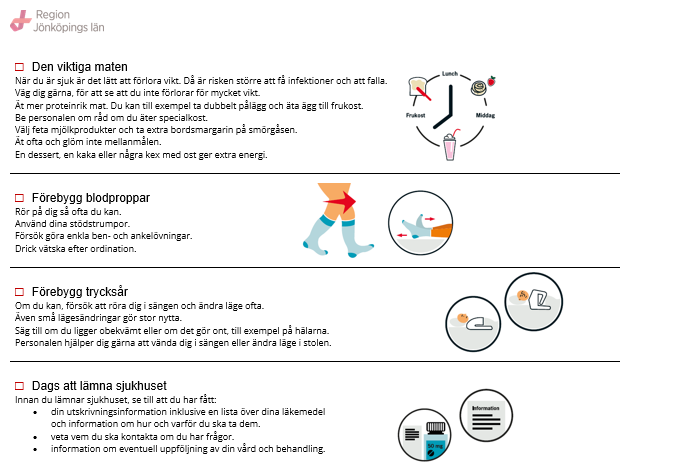 Region
Jönköpings län
Den viktiga maten
När du är sjuk är det lätt att förlora vikt. Då är risken större att få infektioner och att falla.
Väg dig gärna, för att se att du inte förlorar för mycket vikt.
Ät mer proteinrik mat. Du kan till exempel ta dubbelt pålägg och äta ägg till frukost.
Be personalen om råd om du äter specialkost.
Välj feta mjölkprodukter och ta extra bordsmargarin på smörgåsen.
Ät ofta och glöm inte mellanmålen.
En dessert, en kaka eller några kex med ost ger extra energi.
Lunch
Frukost
Middag
Förebygg blodproppar
Rör på dig så ofta du kan.
Använd dina stödstrumpor.
Försök göra enkla ben- och ankelövningar.
Drick vätska efter ordination.
Förebygg trycksår
Om du kan, försök att röra dig i sängen och ändra läge ofta.
Även små lägesändringar gör stor nytta.
Säg till om du ligger obekvämt eller om det gör ont, till exempel på hälarna.
Personalen hjälper dig gärna att vända dig i sängen eller ändra läge i stolen.
Dags att lämna sjukhuset
Innan du lämnar sjukhuset, se till att du har fått:
• din utskrivningsinformation inklusive en lista över dina läkemedel
och information om hur och varför du ska ta dem.
• veta vem du ska kontakta om du har frågor.
• information om eventuell uppföljning av din vård och behandling.
Information
50 mg